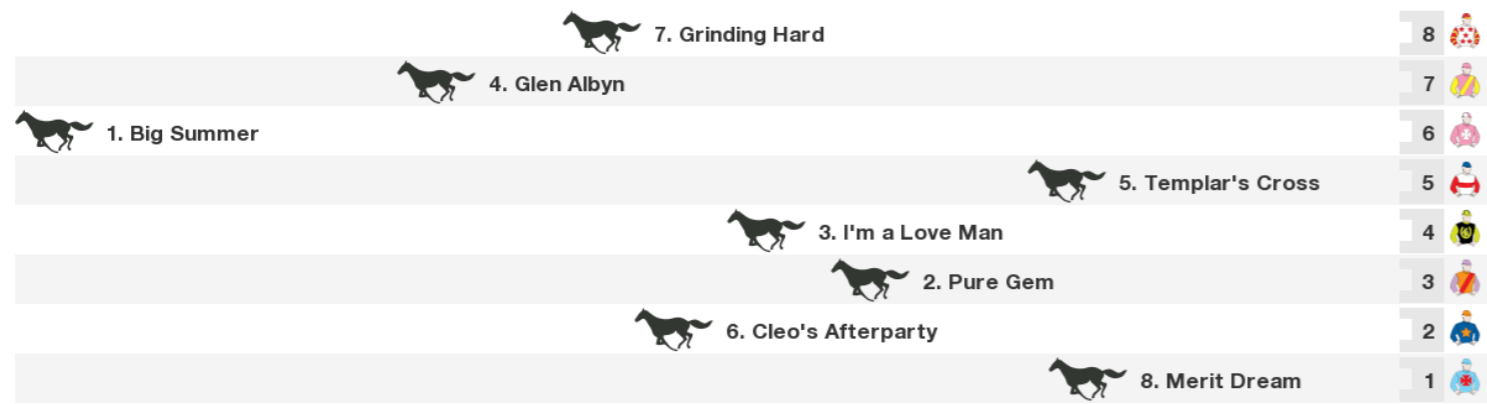 7. Grinding Hard 8
4. Glen Albyn 7
1. Big Summer 6
5. Templar's Cross 5
3. I'm a Love Man 4
2. Pure Gem 3
6. Cleo's Afterparty 2
8. Merit Dream 1